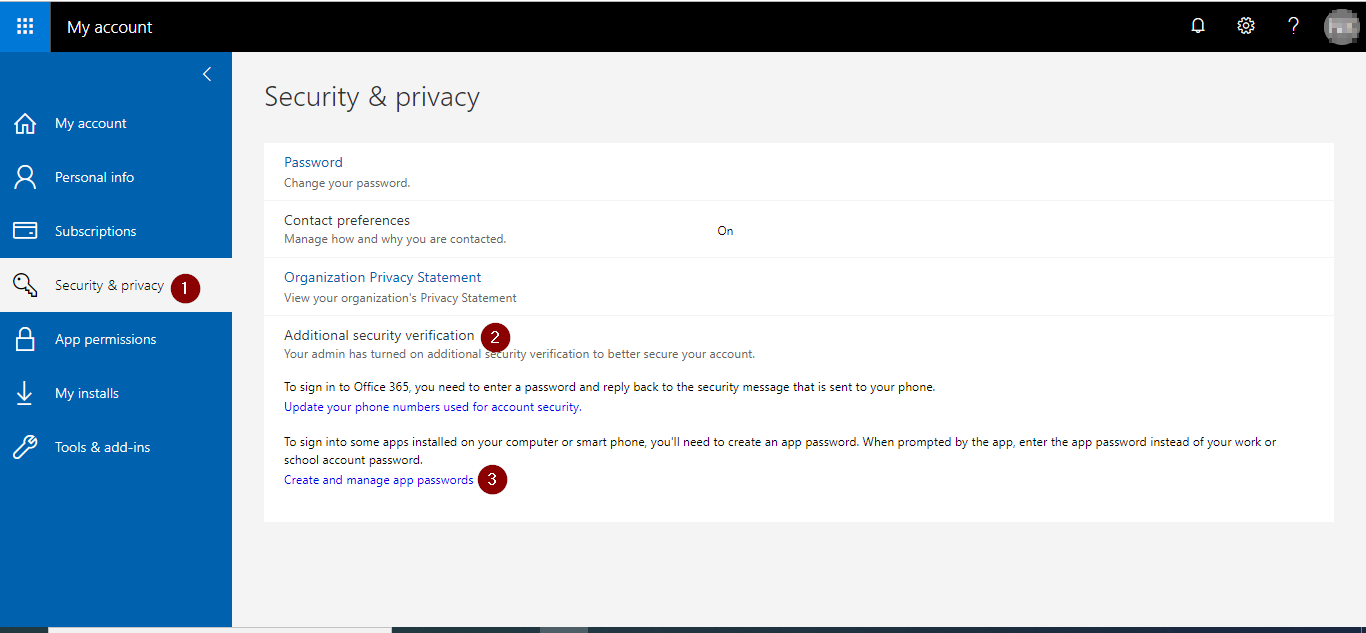 My account
?
My account
Personal info
Subscriptions
Security & privacy 1
App permissions
My installs
Tools & add-ins
Security & privacy
Password
Change your password.
Contact preferences
Manage how and why you are contacted.
On
Organization Privacy Statement
View your organization's Privacy Statement
Additional security verification 2
Your admin has turned on additional security verification to better secure your account.
To sign in to Office 365, you need to enter a password and reply back to the security message that is sent to your phone.
Update your phone numbers used for account security.
To sign into some apps installed on your computer or smart phone, you'll need to create an app password. When prompted by the app, enter the app password instead of your work or
school account password.
Create and manage app passwords 3